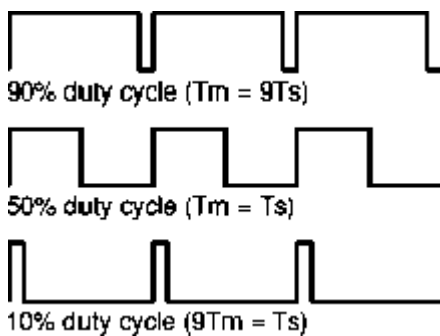 90% duty cycle (Tm = 9Ts)
50% duty cycle (Tm = Ts)
10% duty cycle (9Tm = Ts)